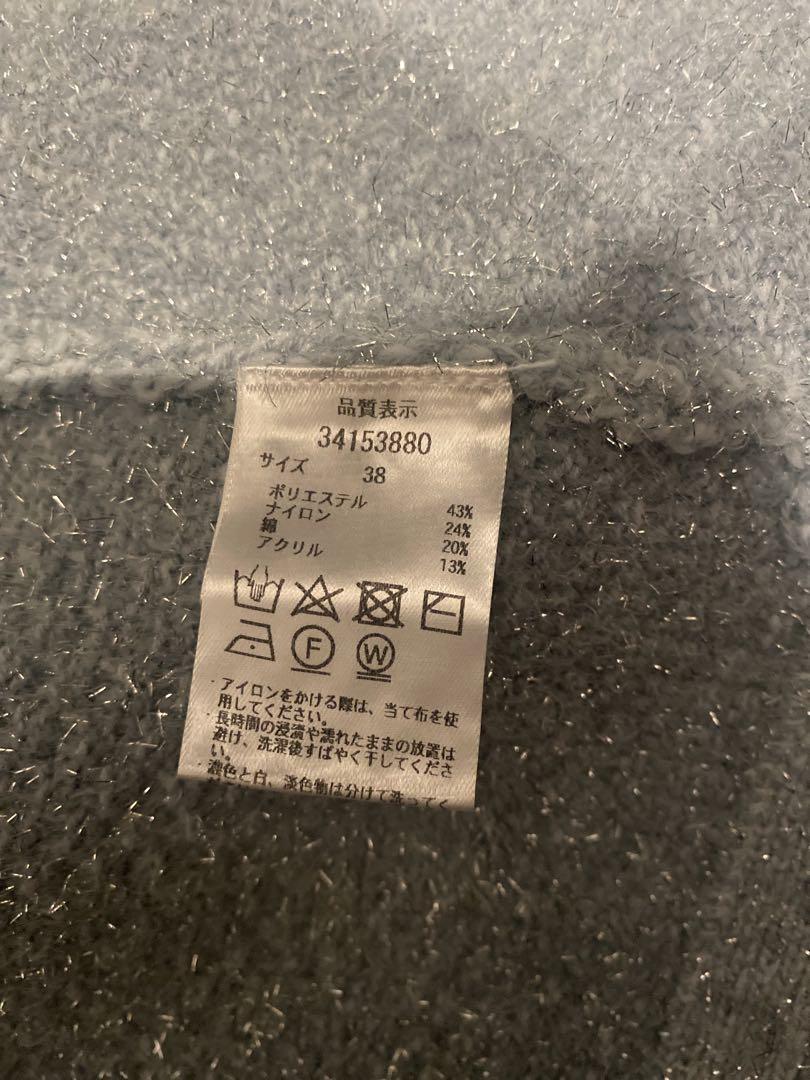 品質表示
34153880
サイズ 38
ポリエステル 43%
ナイロン 24%
綿 20%
アクリル 13%
F W
・アイロンをかける際は、当て布を使
用してください。
・長時間の浸漬や濡れたままの放置は
避け、洗濯後すばやく干してくださ
い。
・濃色と白、淡色物は分けて洗ってく